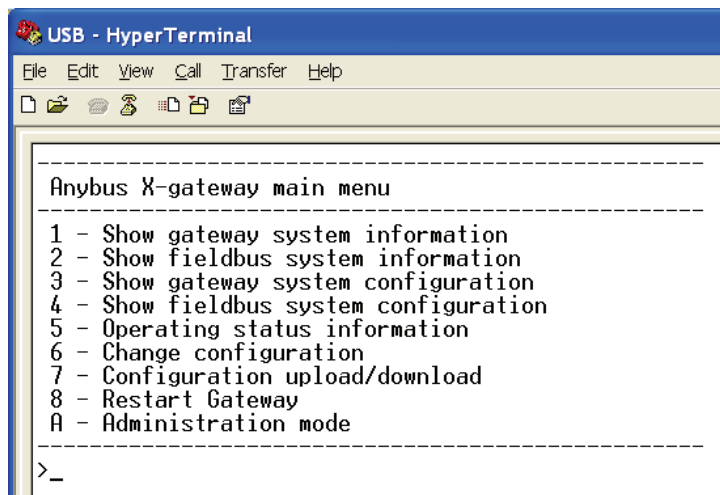 USB - HyperTerminal
File Edit View Call Transfer Help
Anybus X-gateway main menu
1 - Show gateway system information
2 - Show fieldbus system information
3 - Show gateway system configuration
4 - Show fieldbus system configuration
5 - Operating status information
6 - Change configuration
7 - Configuration upload/download
8 - Restart Gateway
A - Administration mode
>_